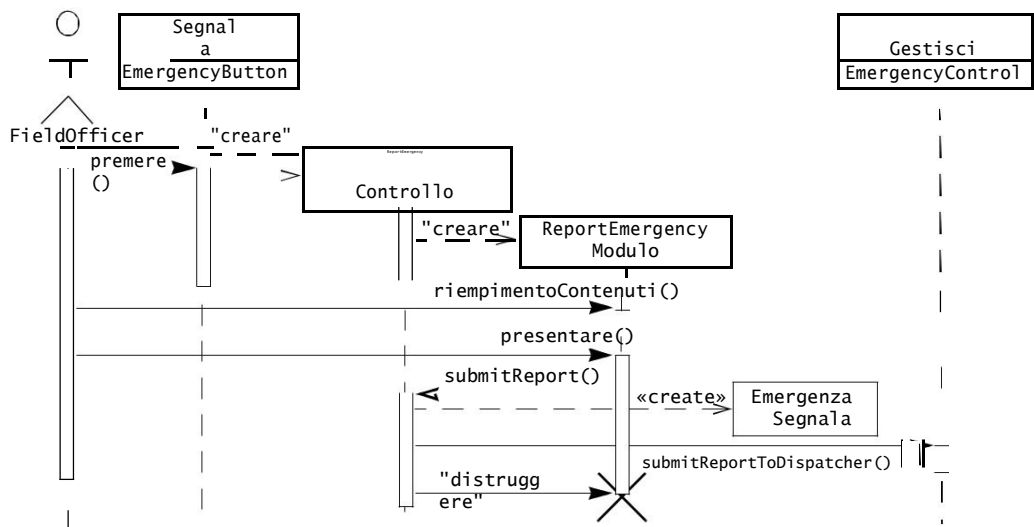 Segnal
a
EmergencyButton
Gestisci
EmergencyControl
FieldOfficer
"creare"
premere
()
ReportEmergency
Controllo
"creare"
ReportEmergency
Modulo
riempimentoContenuti()
presentare()
submitReport()
«create»
Emergenza
Segnala
submitReportToDispatcher()
"distrugg
ere"